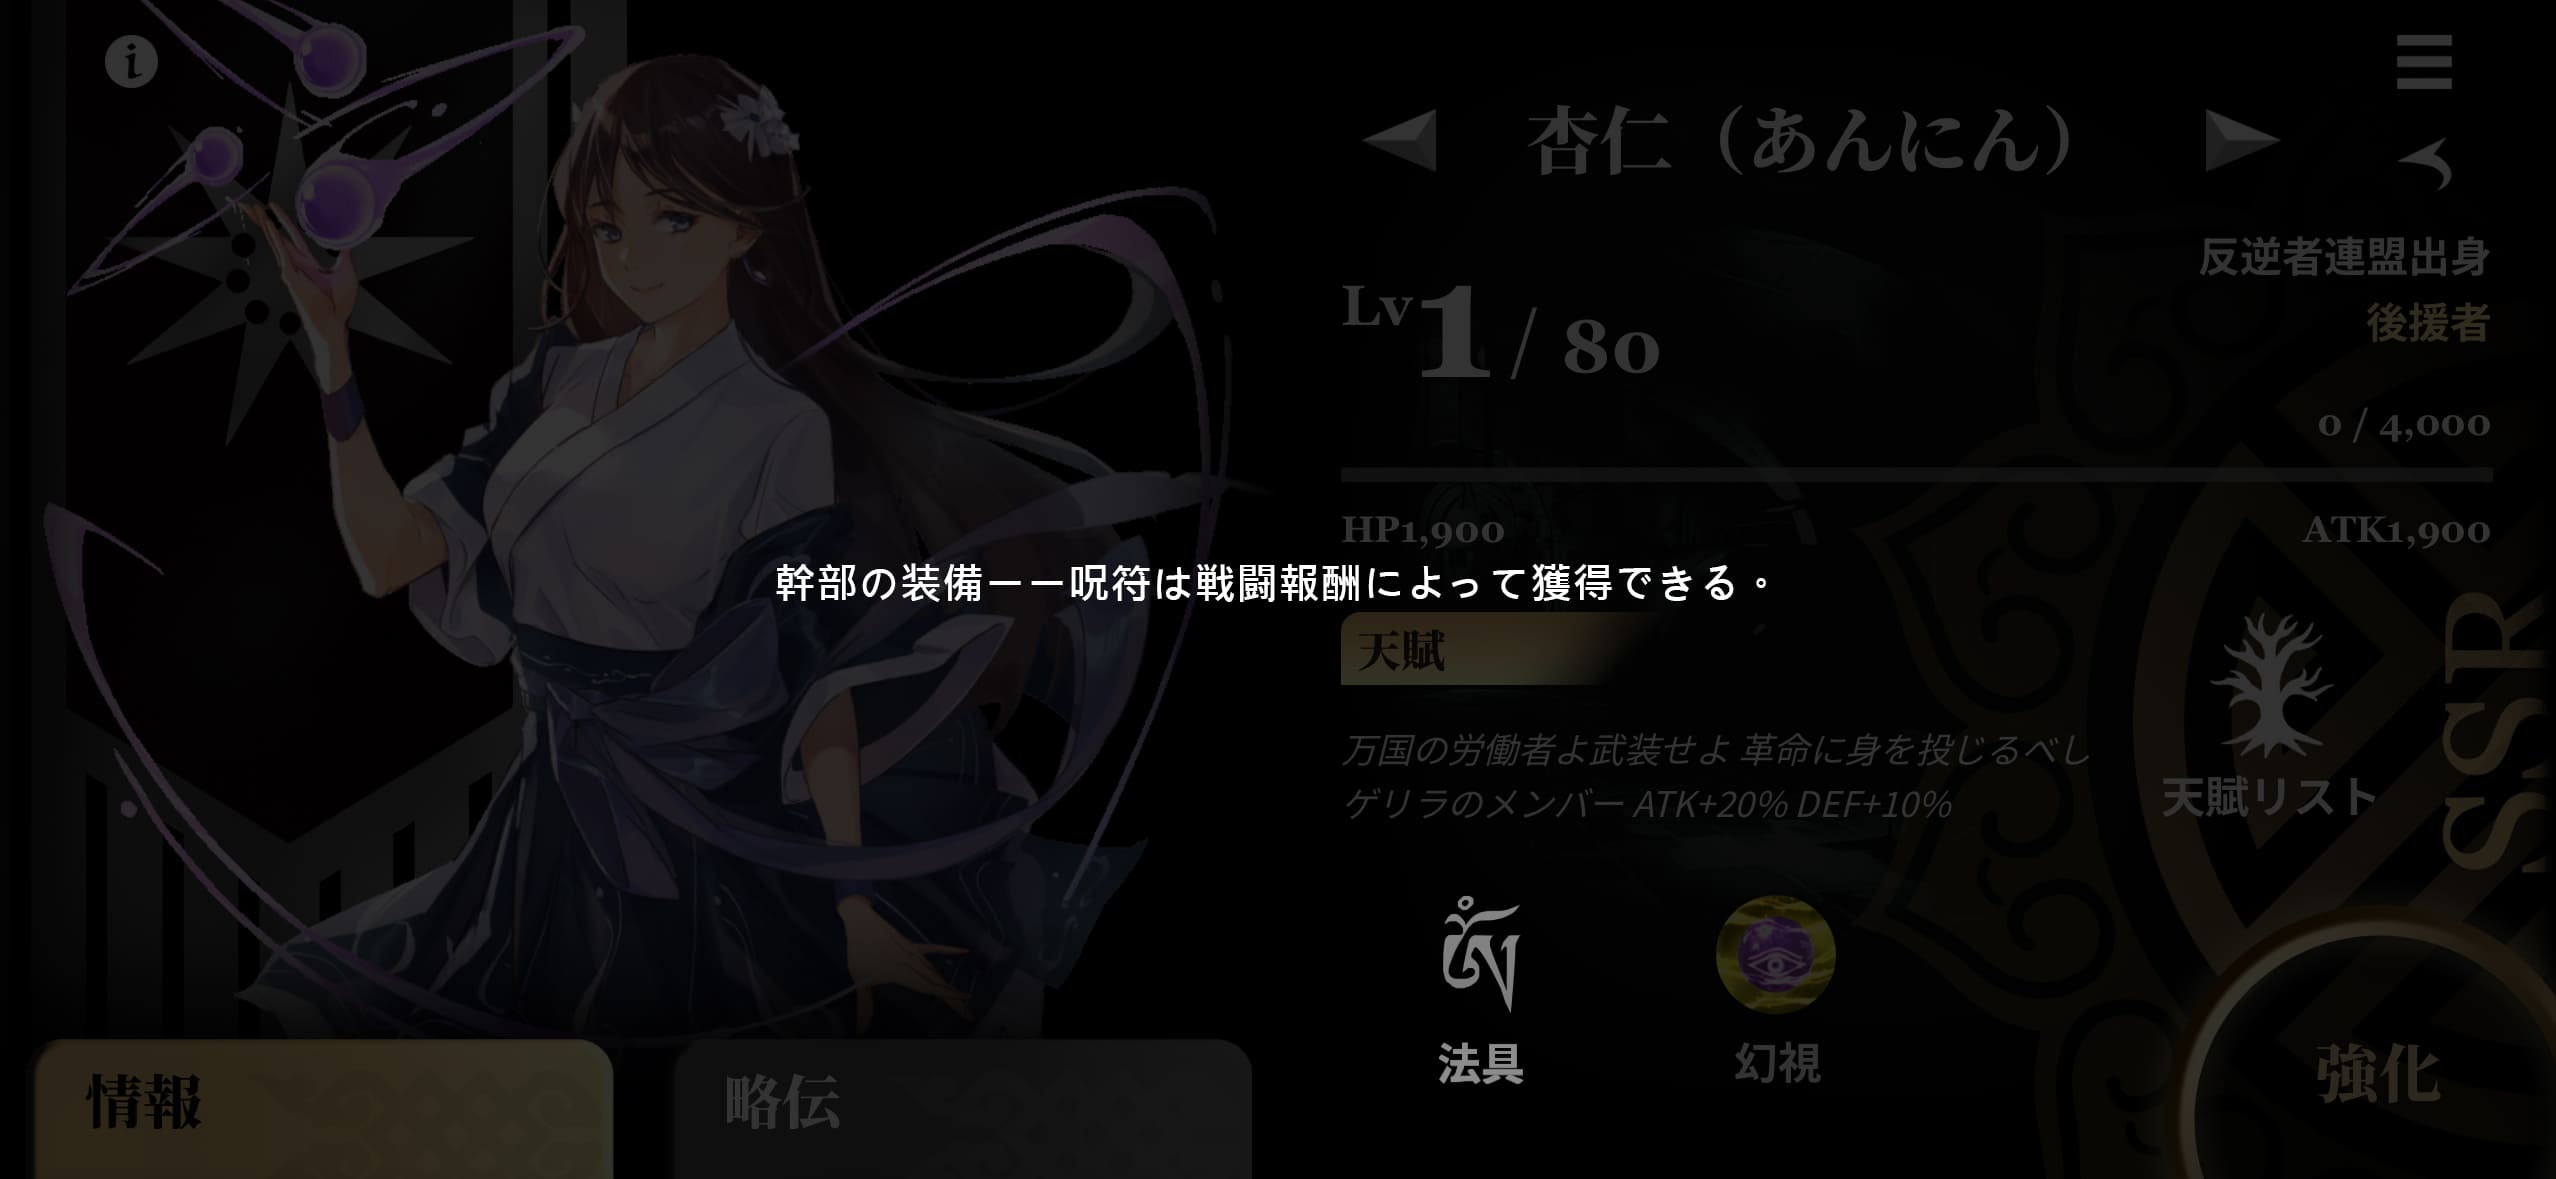 杏仁（あんにん）
反逆者連盟出身
後援者
Lv1 / 80
0 / 4,000
HP1,900
ATK1,900
幹部の装備ーー呪符は戦闘報酬によって獲得できる。
天賦
万国の労働者よ武装せよ 革命に身を投じるべし
ゲリラのメンバー ATK+20% DEF+10%
天賦リスト
SSR
法具
幻視
強化
情報
略伝